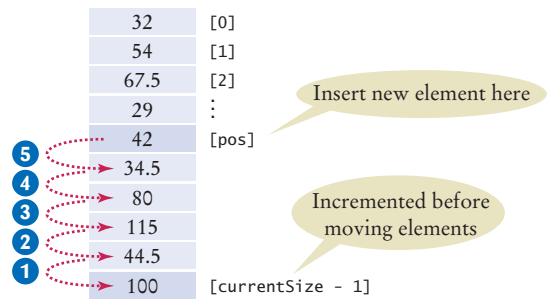 32 [0]
54 [1]
67.5 [2]
29 ⋮
42 [pos]
34.5
80
115
44.5
100 [currentSize - 1]
5
4
3
2
1
Insert new element here
Incremented before
moving elements